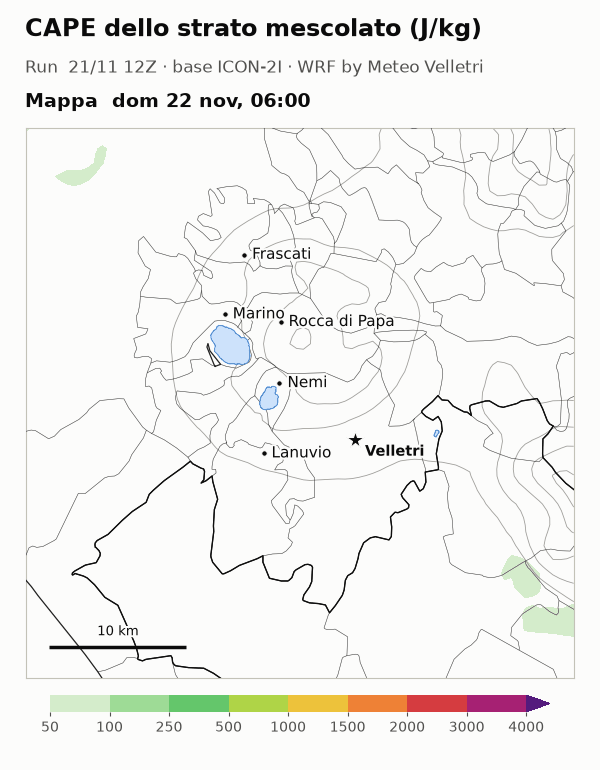 CAPE dello strato mescolato (J/kg)
Run  21/11 12Z · base ICON-2I · WRF by Meteo Velletri
Mappa  dom 22 nov, 06:00
Frascati
Marino
Rocca di Papa
Nemi
Velletri
Lanuvio
10 km
50 100 250 500 1000 1500 2000 3000 4000